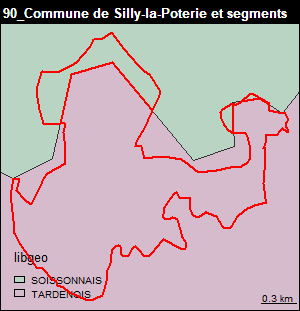 90_Commune de Silly-la-Poterie et segments
libgeo
SOISSONNAIS
TARDENOIS
0.3 km